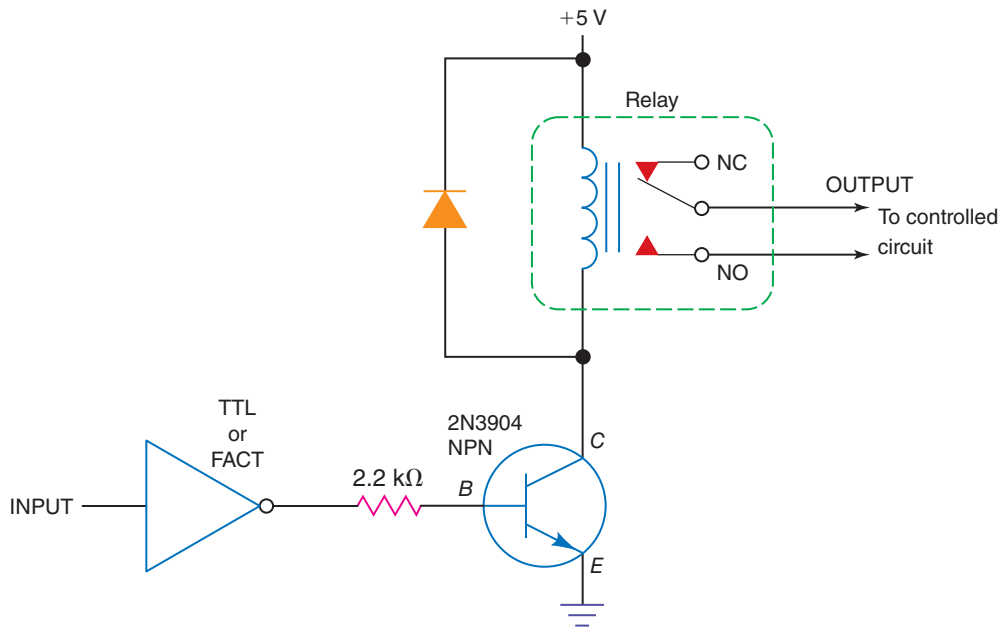 +5 V
Relay
NC
OUTPUT
To controlled
circuit
NO
TTL
or
FACT
2N3904
NPN
C
2.2 kΩ
B
INPUT
E